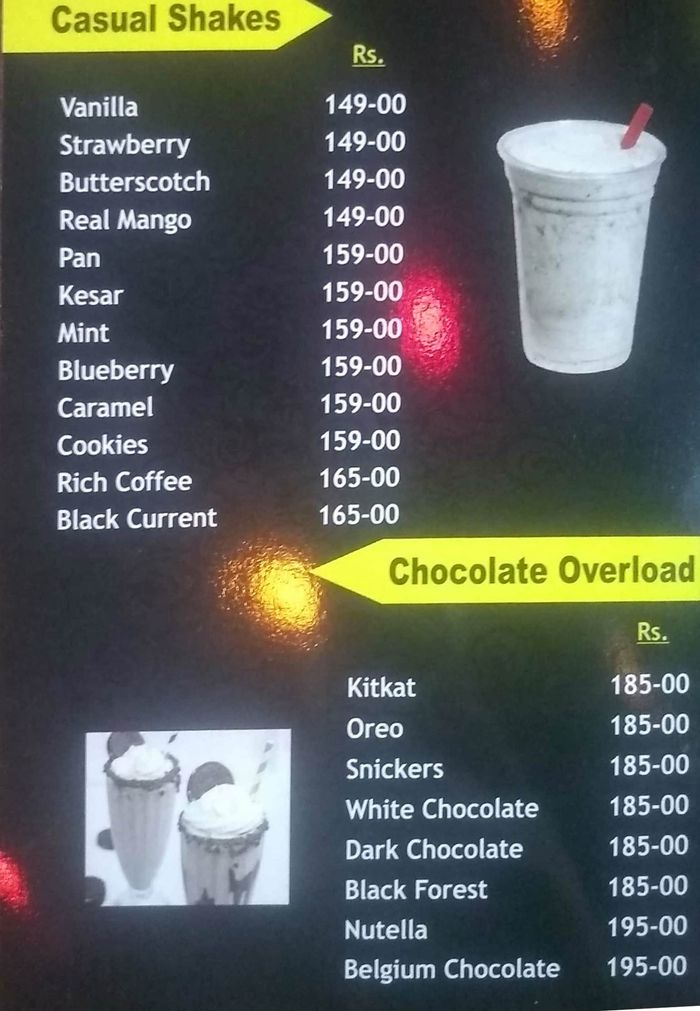 Casual Shakes
Rs.
Vanilla 149-00
Strawberry 149-00
Butterscotch 149-00
Real Mango 149-00
Pan 159-00
Kesar 159-00
Mint 159-00
Blueberry 159-00
Caramel 159-00
Cookies 159-00
Rich Coffee 165-00
Black Current 165-00
Chocolate Overload
Rs.
Kitkat 185-00
Oreo 185-00
Snickers 185-00
White Chocolate 185-00
Dark Chocolate 185-00
Black Forest 185-00
Nutella 195-00
Belgium Chocolate 195-00